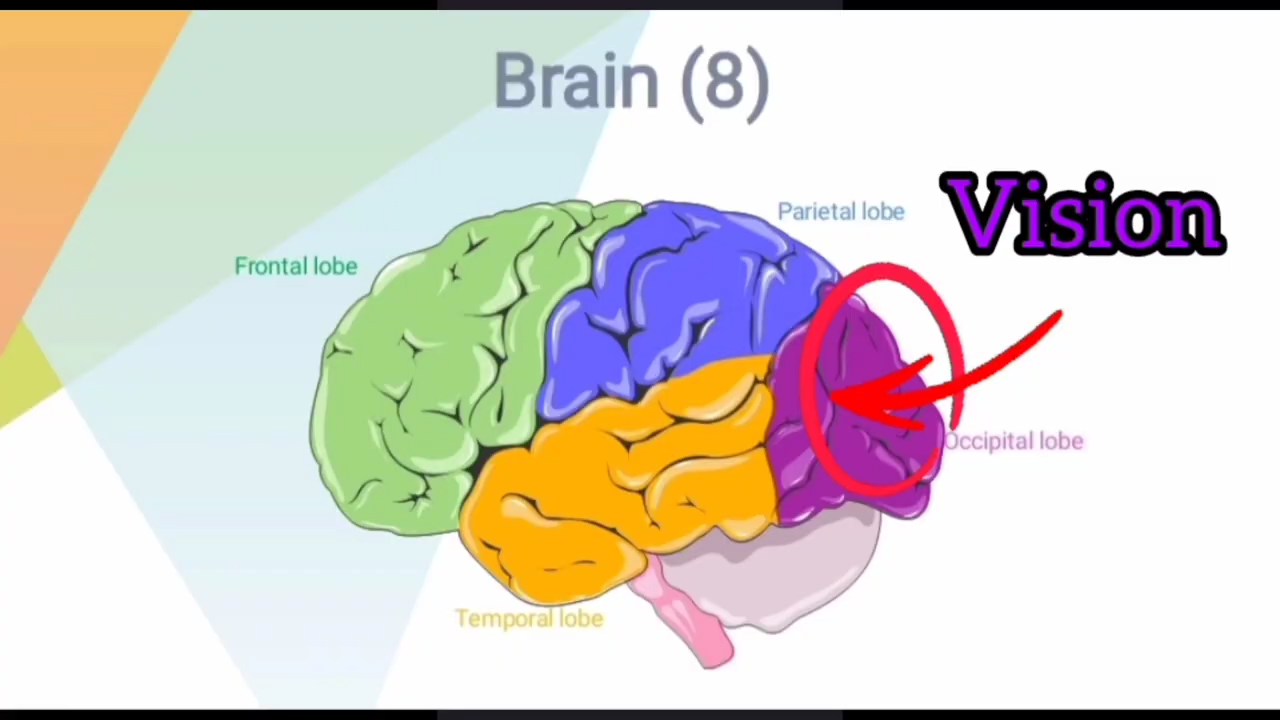 Brain (8)
Vision
Parietal lobe
Frontal lobe
Occipital lobe
Temporal lobe